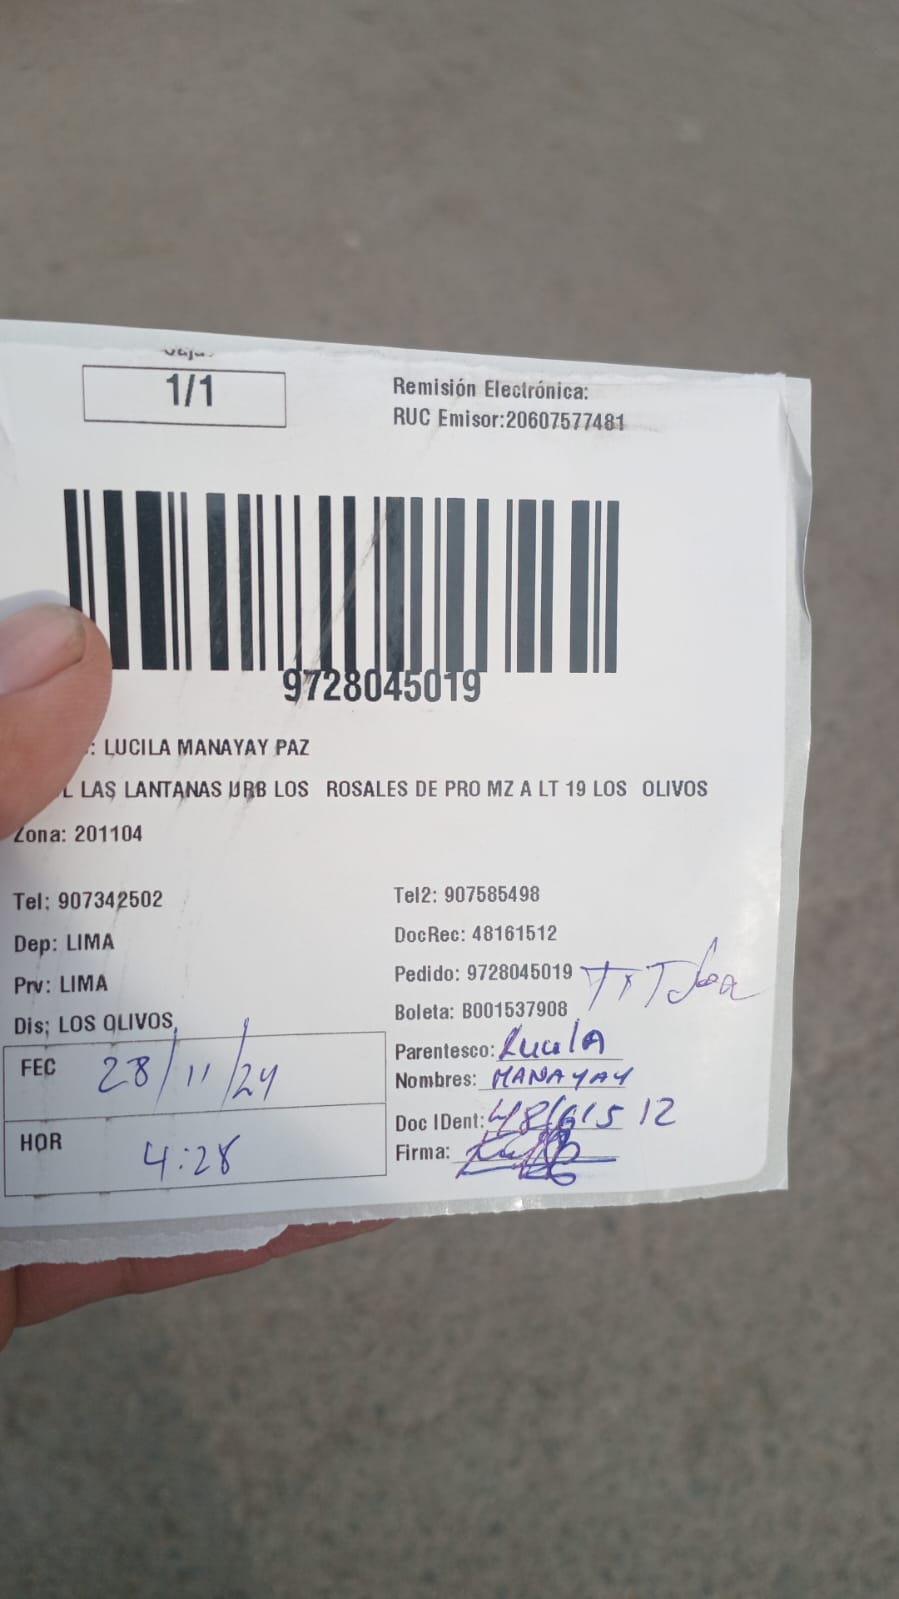 1/1
Remisión Electrónica:
RUC Emisor:20607577481
9728045019
: LUCILA MANAYAY PAZ
L LAS LANTANAS URB LOS ROSALES DE PRO MZ A LT 19 LOS OLIVOS
Zona: 201104
Tel: 907342502
Tel2: 907585498
Dep: LIMA
DocRec: 48161512
Prv: LIMA
Pedido: 9728045019
Dis: LOS OLIVOS
Boleta: B001537908
FEC 28/11/24
Parentesco: Lucila
Nombres: MANAYAY
HOR 4:28
Doc IDent: 48161512
Firma: